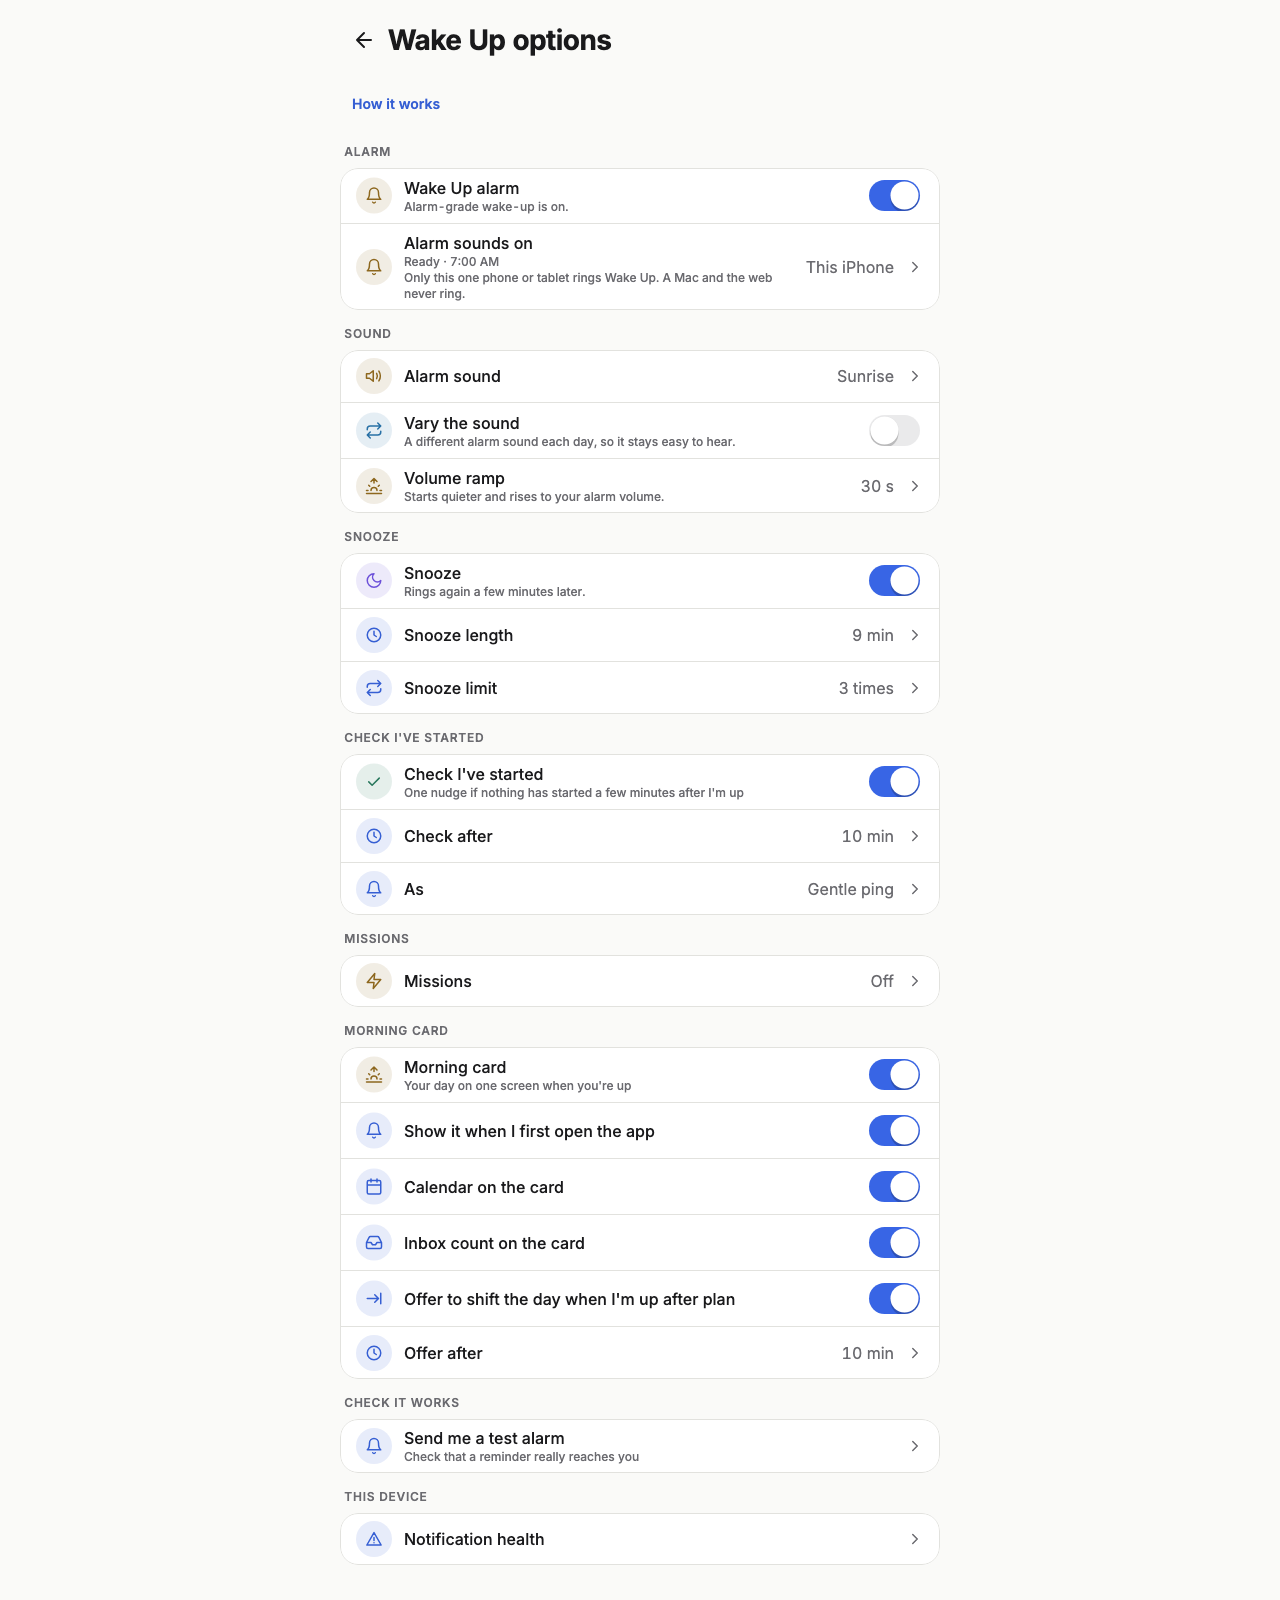 Wake Up options
How it works
ALARM
Wake Up alarm
Alarm-grade wake-up is on.
Alarm sounds on
Ready · 7:00 AM
Only this one phone or tablet rings Wake Up. A Mac and the web
never ring.
This iPhone
SOUND
Alarm sound
Sunrise
Vary the sound
A different alarm sound each day, so it stays easy to hear.
Volume ramp
Starts quieter and rises to your alarm volume.
30 s
SNOOZE
Snooze
Rings again a few minutes later.
Snooze length
9 min
Snooze limit
3 times
CHECK I'VE STARTED
Check I've started
One nudge if nothing has started a few minutes after I'm up
Check after
10 min
As
Gentle ping
MISSIONS
Missions
Off
MORNING CARD
Morning card
Your day on one screen when you're up
Show it when I first open the app
Calendar on the card
Inbox count on the card
Offer to shift the day when I'm up after plan
Offer after
10 min
CHECK IT WORKS
Send me a test alarm
Check that a reminder really reaches you
THIS DEVICE
Notification health